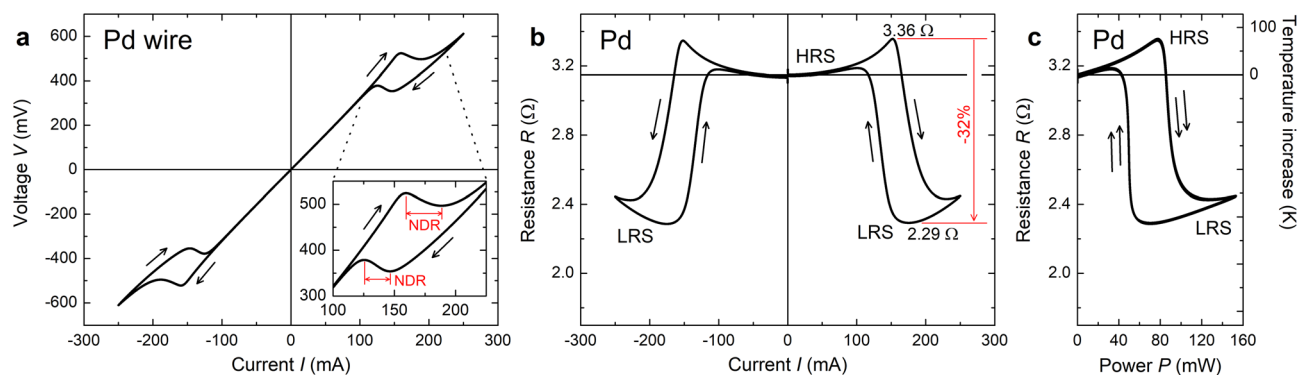 a
Pd wire
600
400
200
0
-200
-400
-600
Voltage V (mV)
-300
-200
-100
0
100
200
300
Current I (mA)
NDR
NDR
500
400
300
100
150
200
b
Pd
3.36 Ω
HRS
-32%
LRS
LRS
2.29 Ω
3.6
3.2
2.8
2.4
2.0
Resistance R (Ω)
-300
-200
-100
0
100
200
300
Current I (mA)
c
Pd
HRS
LRS
3.6
3.2
2.8
2.4
2.0
Resistance R (Ω)
0
40
80
120
160
Power P (mW)
100
0
Temperature increase (K)